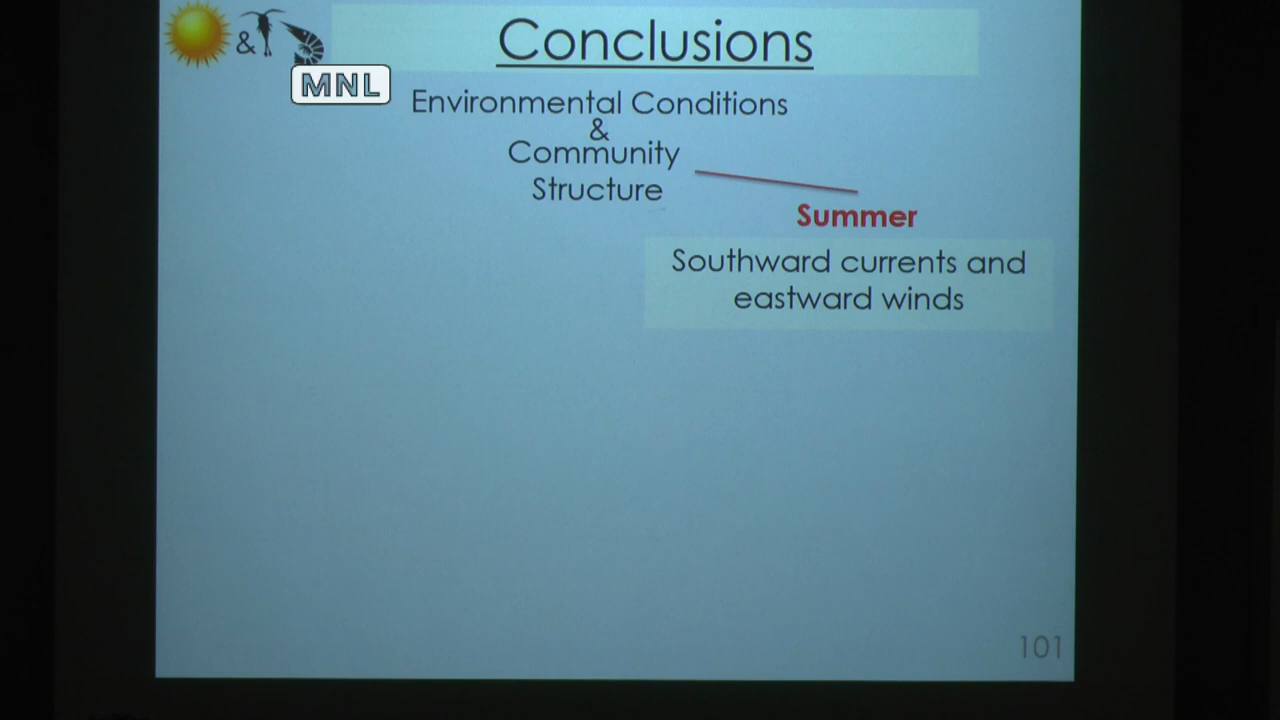 &
Conclusions
MNL
Environmental Conditions
&
Community
Structure
Summer
Southward currents and
eastward winds
101